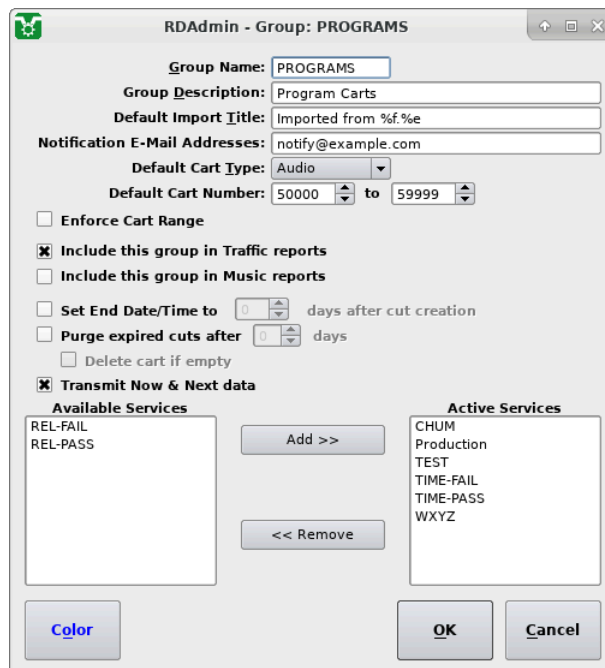 RDAdmin - Group: PROGRAMS
Group Name: PROGRAMS
Group Description: Program Carts
Default Import Title: Imported from %f.%e
Notification E-Mail Addresses: notify@example.com
Default Cart Type: Audio
Default Cart Number: 50000 to 59999
Enforce Cart Range
Include this group in Traffic reports
Include this group in Music reports
Set End Date/Time to 0 days after cut creation
Purge expired cuts after 0 days
Delete cart if empty
Transmit Now & Next data
Available Services
REL-FAIL
REL-PASS
Add >>
<< Remove
Active Services
CHUM
Production
TEST
TIME-FAIL
TIME-PASS
WXYZ
Color
OK
Cancel